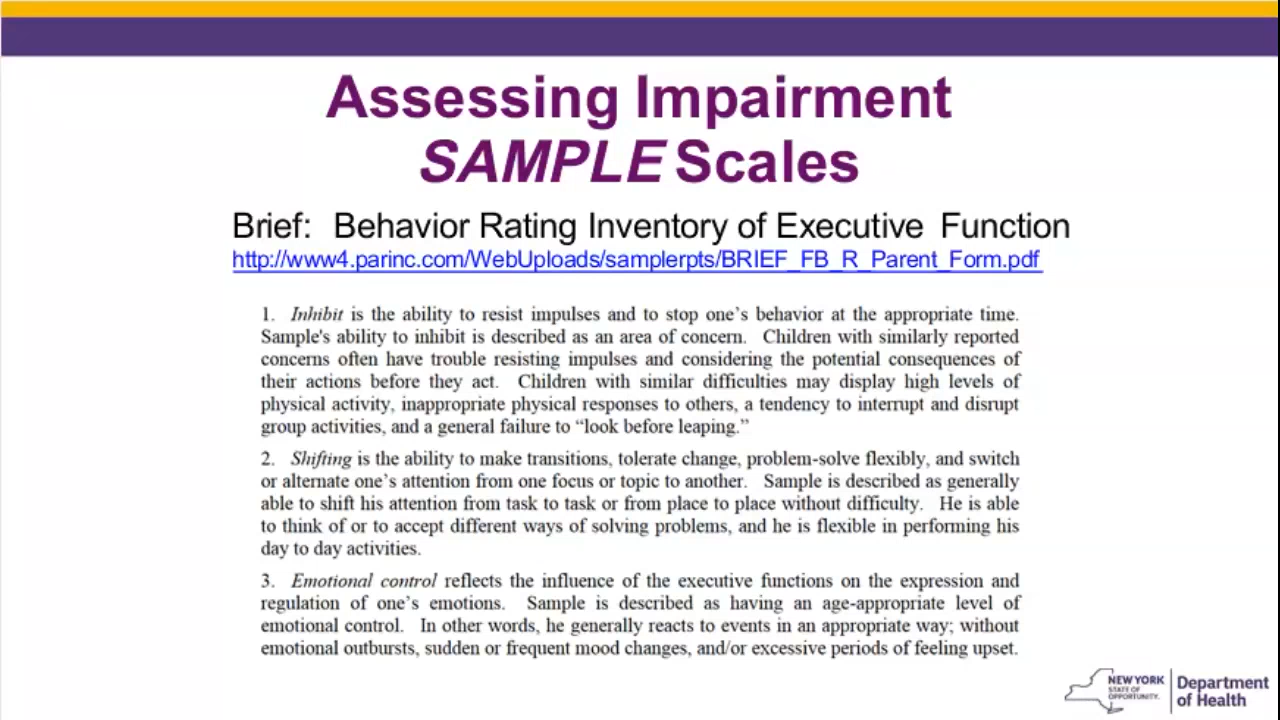 Assessing Impairment
SAMPLE Scales
Brief: Behavior Rating Inventory of Executive Function
http://www4.parinc.com/WebUploads/samplerpts/BRIEF_FB_R_Parent_Form.pdf
1. Inhibit is the ability to resist impulses and to stop one's behavior at the appropriate time.
Sample's ability to inhibit is described as an area of concern. Children with similarly reported
concerns often have trouble resisting impulses and considering the potential consequences of
their actions before they act. Children with similar difficulties may display high levels of
physical activity, inappropriate physical responses to others, a tendency to interrupt and disrupt
group activities, and a general failure to “look before leaping.”
2. Shifting is the ability to make transitions, tolerate change, problem-solve flexibly, and switch
or alternate one's attention from one focus or topic to another. Sample is described as generally
able to shift his attention from task to task or from place to place without difficulty. He is able
to think of or to accept different ways of solving problems, and he is flexible in performing his
day to day activities.
3. Emotional control reflects the influence of the executive functions on the expression and
regulation of one's emotions. Sample is described as having an age-appropriate level of
emotional control. In other words, he generally reacts to events in an appropriate way; without
emotional outbursts, sudden or frequent mood changes, and/or excessive periods of feeling upset.
NEW YORK
STATE OF
OPPORTUNITY.
Department
of Health